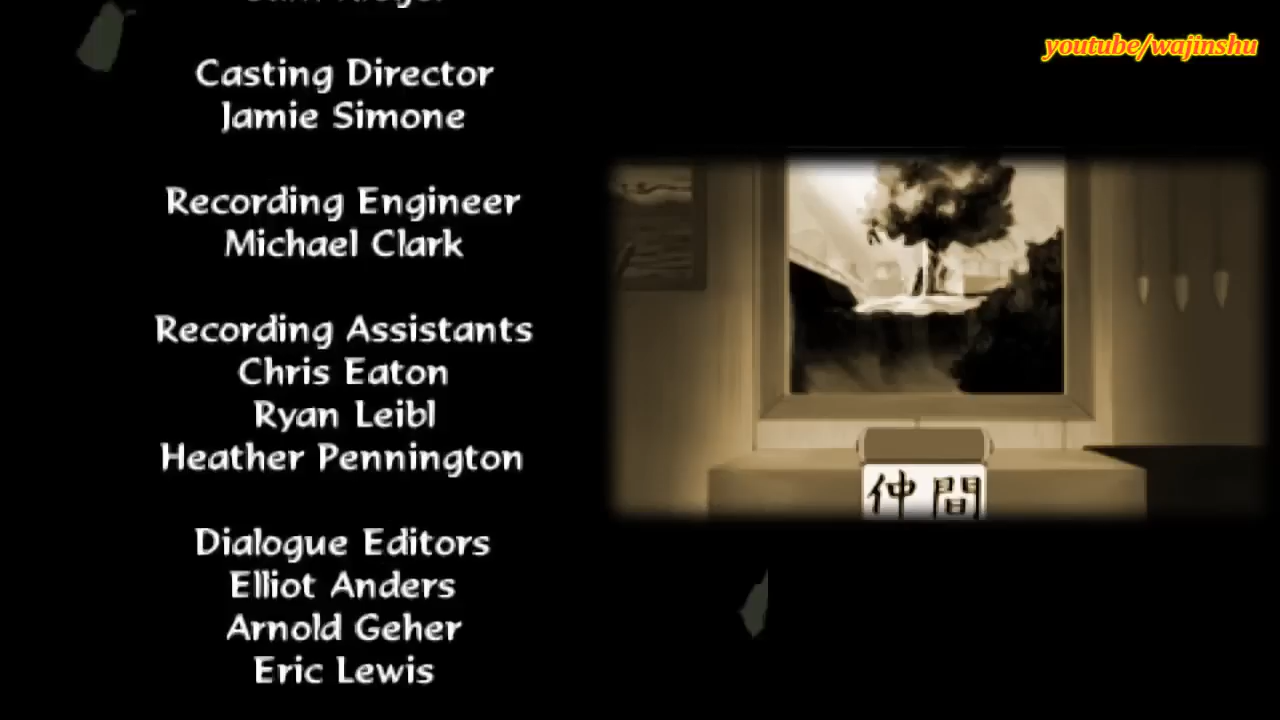 youtube/wajinshu
Casting Director
Jamie Simone
Recording Engineer
Michael Clark
Recording Assistants
Chris Eaton
Ryan Leibl
Heather Pennington
Dialogue Editors
Elliot Anders
Arnold Geher
Eric Lewis
仲間